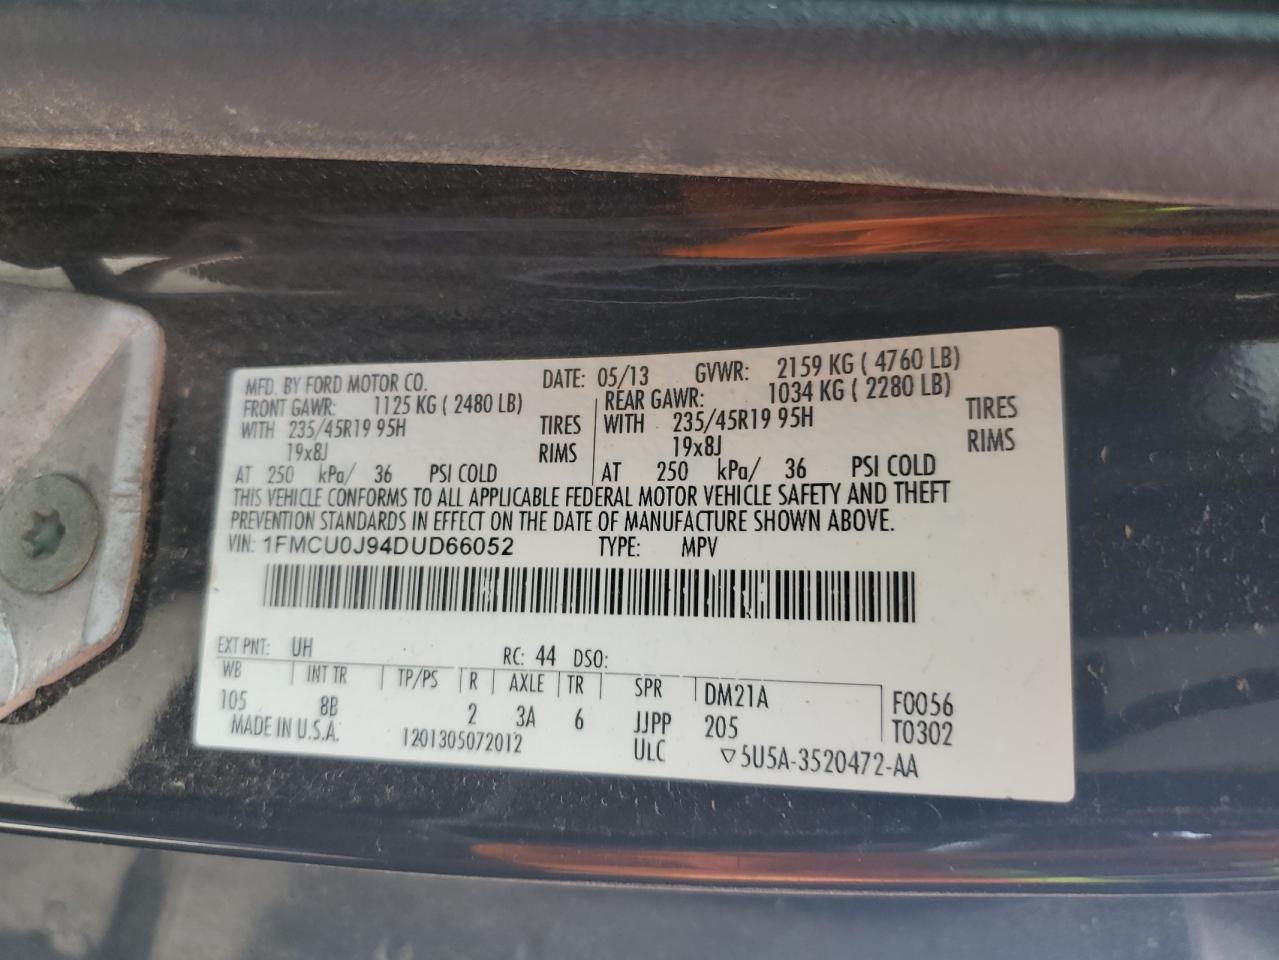 MFD. BY FORD MOTOR CO. DATE: 05/13 GVWR: 2159 KG ( 4760 LB)
FRONT GAWR: 1125 KG ( 2480 LB) REAR GAWR: 1034 KG ( 2280 LB)
WITH 235/45R19 95H TIRES WITH 235/45R19 95H TIRES
19x8J RIMS 19x8J RIMS
AT 250 kPa/ 36 PSI COLD AT 250 kPa/ 36 PSI COLD
THIS VEHICLE CONFORMS TO ALL APPLICABLE FEDERAL MOTOR VEHICLE SAFETY AND THEFT
PREVENTION STANDARDS IN EFFECT ON THE DATE OF MANUFACTURE SHOWN ABOVE.
VIN: 1FMCU0J94DUD66052 TYPE: MPV
EXT PNT: UH RC: 44 DSO:
WB INT TR TP/PS R AXLE TR SPR DM21A F0056
105 8B 2 3A 6 JJPP 205 T0302
MADE IN U.S.A. 1201305072012 ULC ▽5U5A-3520472-AA